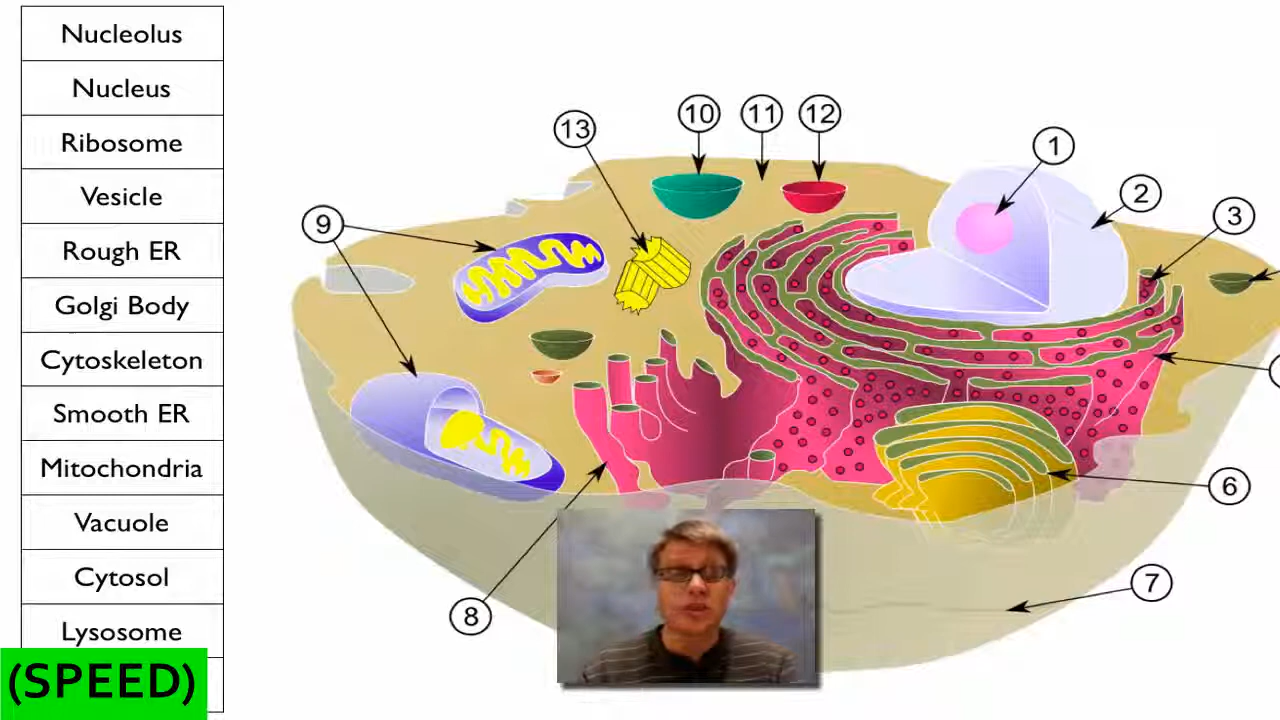 Nucleolus
Nucleus
Ribosome
Vesicle
Rough ER
Golgi Body
Cytoskeleton
Smooth ER
Mitochondria
Vacuole
Cytosol
Lysosome
(SPEED)
10
11
12
13
1
2
3
9
6
7
8